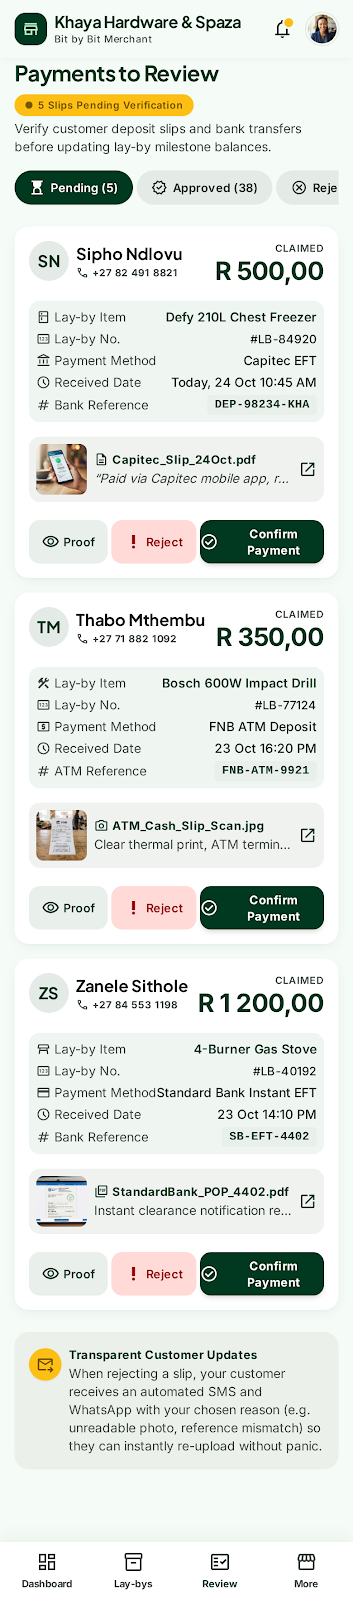 Khaya Hardware & Spaza
Bit by Bit Merchant
Payments to Review
5 Slips Pending Verification
Verify customer deposit slips and bank transfers
before updating lay-by milestone balances.
Pending (5)
Approved (38)
Reje
SN
Sipho Ndlovu
+27 82 491 8821
CLAIMED
R 500,00
Lay-by Item Defy 210L Chest Freezer
Lay-by No. #LB-84920
Payment Method Capitec EFT
Received Date Today, 24 Oct 10:45 AM
# Bank Reference DEP-98234-KHA
Capitec_Slip_24Oct.pdf
"Paid via Capitec mobile app, r...
Proof
Reject
Confirm
Payment
TM
Thabo Mthembu
+27 71 882 1092
CLAIMED
R 350,00
Lay-by Item Bosch 600W Impact Drill
Lay-by No. #LB-77124
Payment Method FNB ATM Deposit
Received Date 23 Oct 16:20 PM
# ATM Reference FNB-ATM-9921
ATM_Cash_Slip_Scan.jpg
Clear thermal print, ATM termin...
Proof
Reject
Confirm
Payment
ZS
Zanele Sithole
+27 84 553 1198
CLAIMED
R 1 200,00
Lay-by Item 4-Burner Gas Stove
Lay-by No. #LB-40192
Payment Method Standard Bank Instant EFT
Received Date 23 Oct 14:10 PM
# Bank Reference SB-EFT-4402
StandardBank_POP_4402.pdf
Instant clearance notification re...
Proof
Reject
Confirm
Payment
Transparent Customer Updates
When rejecting a slip, your customer
receives an automated SMS and
WhatsApp with your chosen reason (e.g.
unreadable photo, reference mismatch) so
they can instantly re-upload without panic.
Dashboard
Lay-bys
Review
More